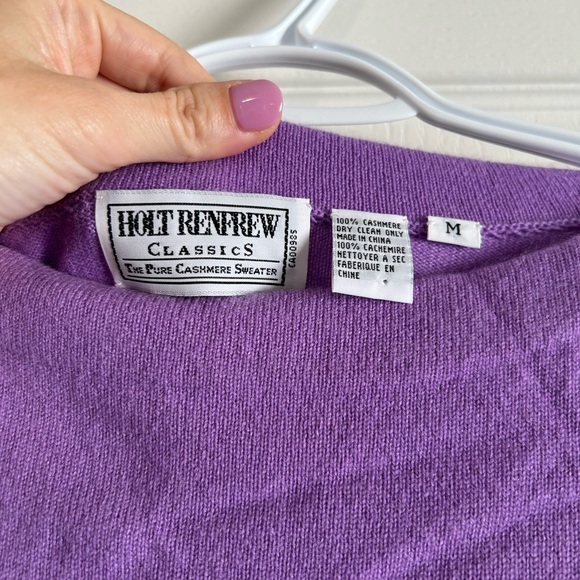 HOLT RENFREW
CLASSICS
THE PURE CASHMERE SWEATER
CA00985
100% CASHMERE
DRY CLEAN ONLY
MADE IN CHINA
100% CACHEMIRE
NETTOYER A SEC
FABRIQUE EN
CHINE
M